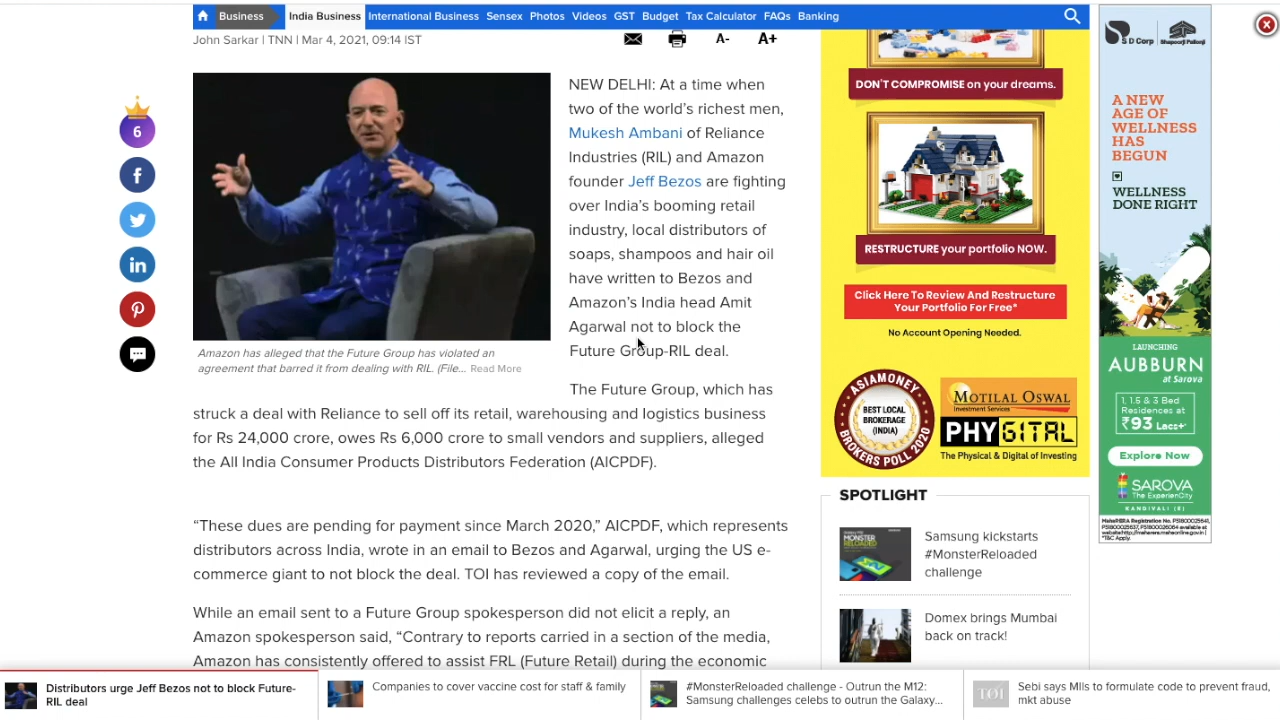 Business
India Business
International Business
Sensex
Photos
Videos
GST
Budget
Tax Calculator
FAQs
Banking
John Sarkar | TNN | Mar 4, 2021, 09:14 IST
A-
A+
6
NEW DELHI: At a time when
two of the world's richest men,
Mukesh Ambani of Reliance
Industries (RIL) and Amazon
founder Jeff Bezos are fighting
over India's booming retail
industry, local distributors of
soaps, shampoos and hair oil
have written to Bezos and
Amazon's India head Amit
Agarwal not to block the
Future Group-RIL deal.
Amazon has alleged that the Future Group has violated an
agreement that barred it from dealing with RIL. (File... Read More
The Future Group, which has
struck a deal with Reliance to sell off its retail, warehousing and logistics business
for Rs 24,000 crore, owes Rs 6,000 crore to small vendors and suppliers, alleged
the All India Consumer Products Distributors Federation (AICPDF).
“These dues are pending for payment since March 2020,” AICPDF, which represents
distributors across India, wrote in an email to Bezos and Agarwal, urging the US e-
commerce giant to not block the deal. TOI has reviewed a copy of the email.
While an email sent to a Future Group spokesperson did not elicit a reply, an
Amazon spokesperson said, “Contrary to reports carried in a section of the media,
Amazon has consistently offered to assist FRL (Future Retail) during the economic
DON'T COMPROMISE on your dreams.
RESTRUCTURE your portfolio NOW.
Click Here To Review And Restructure
Your Portfolio For Free*
No Account Opening Needed.
ASIAMONEY
BEST LOCAL
BROKERAGE
(INDIA)
BROKERS POLL 2020
MOTILAL OSWAL
Investment Services
PHYGITAL
The Physical & Digital of Investing
SPOTLIGHT
Samsung kickstarts
#MonsterReloaded
challenge
MONSTER
RELOADED
Domex brings Mumbai
back on track!
S D Corp
Shapoorji Pallonji
A NEW
AGE OF
WELLNESS
HAS
BEGUN
WELLNESS
DONE RIGHT
LAUNCHING
AUBBURN
at Sarova
1, 1.5 & 3 Bed
Residences at
₹93 Lacs+*
Explore Now
SAROVA
The ExperienCity
KANDIVALI (E)
*T&C Apply.
Distributors urge Jeff Bezos not to block Future-
RIL deal
Companies to cover vaccine cost for staff & family
#MonsterReloaded challenge - Outrun the M12:
Samsung challenges celebs to outrun the Galaxy...
TOI
Sebi says MIIs to formulate code to prevent fraud,
mkt abuse